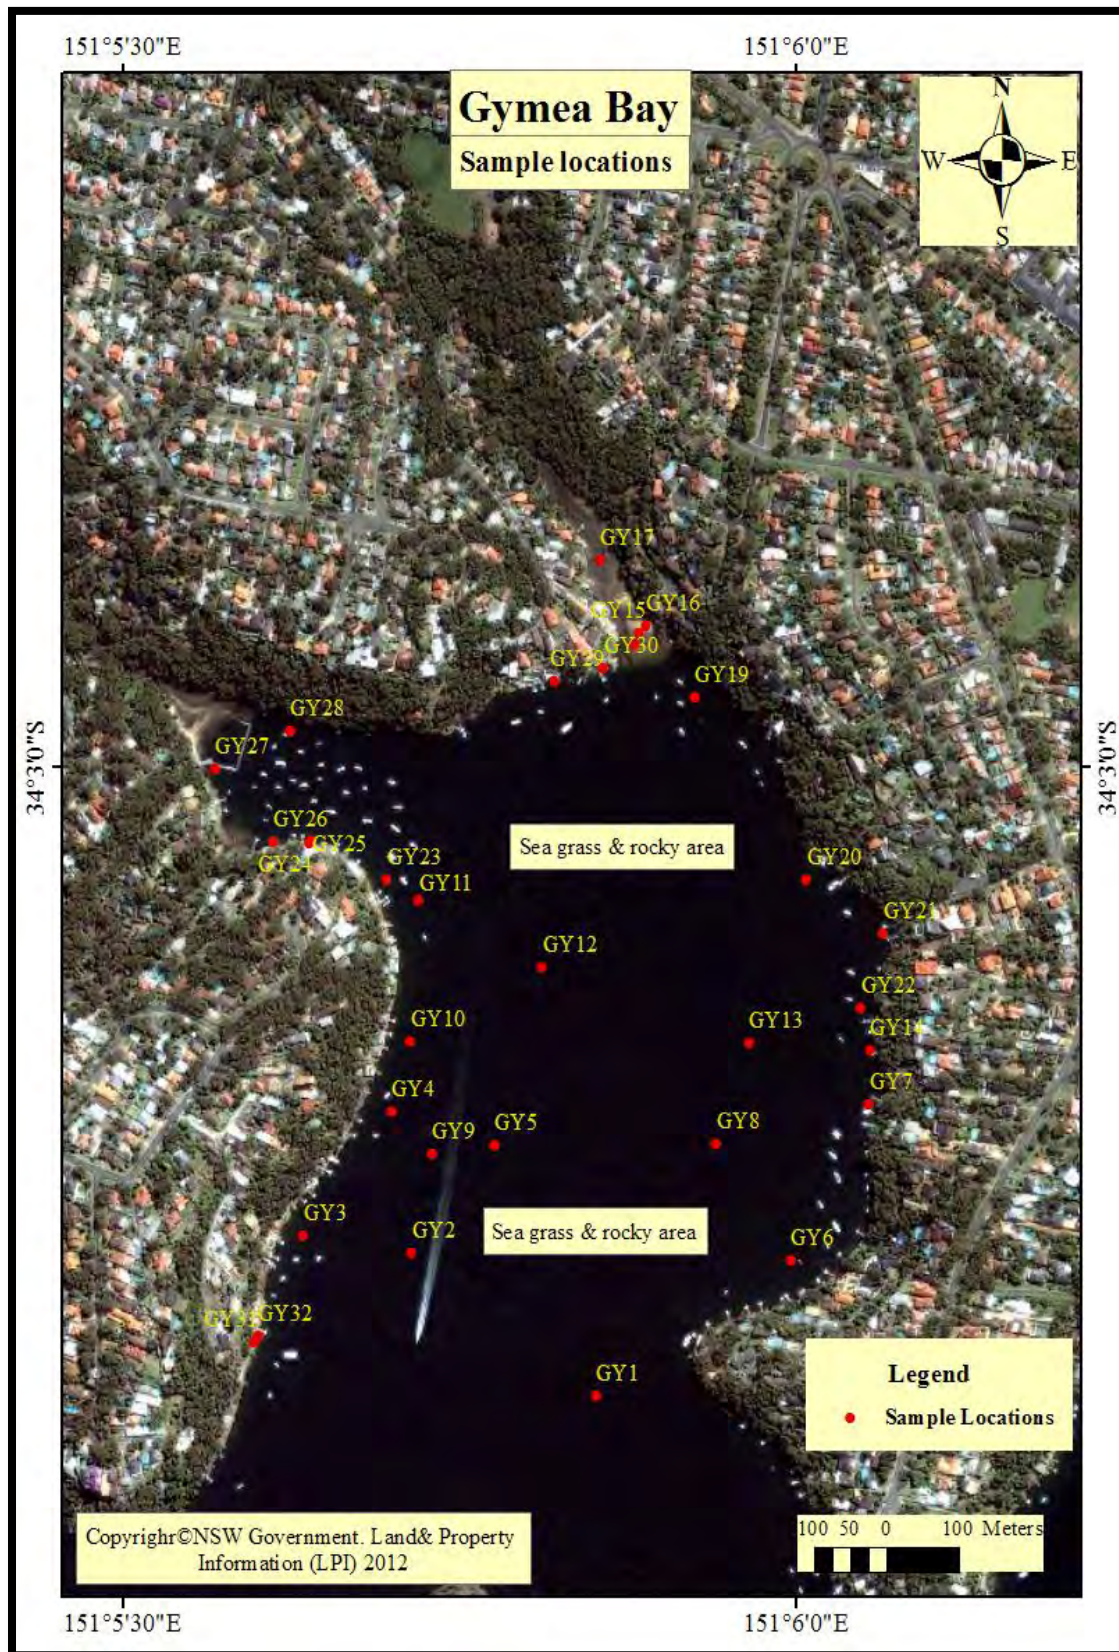 151°5'30"E
151°6'0"E
Gymea Bay
Sample locations
N
W
E
S
GY17
GY15
GY16
GY30
GY29
GY19
GY28
34°3'0"S
34°3'0"S
GY27
GY26
GY25
GY24
GY23
GY11
Sea grass & rocky area
GY20
GY21
GY12
GY22
GY10
GY13
GY14
GY4
GY7
GY9
GY5
GY8
GY3
GY2
Sea grass & rocky area
GY6
GY32
GY1
Legend
Sample Locations
Copyright©NSW Government. Land& Property
Information (LPI) 2012
100 50 0 100 Meters
151°5'30"E
151°6'0"E